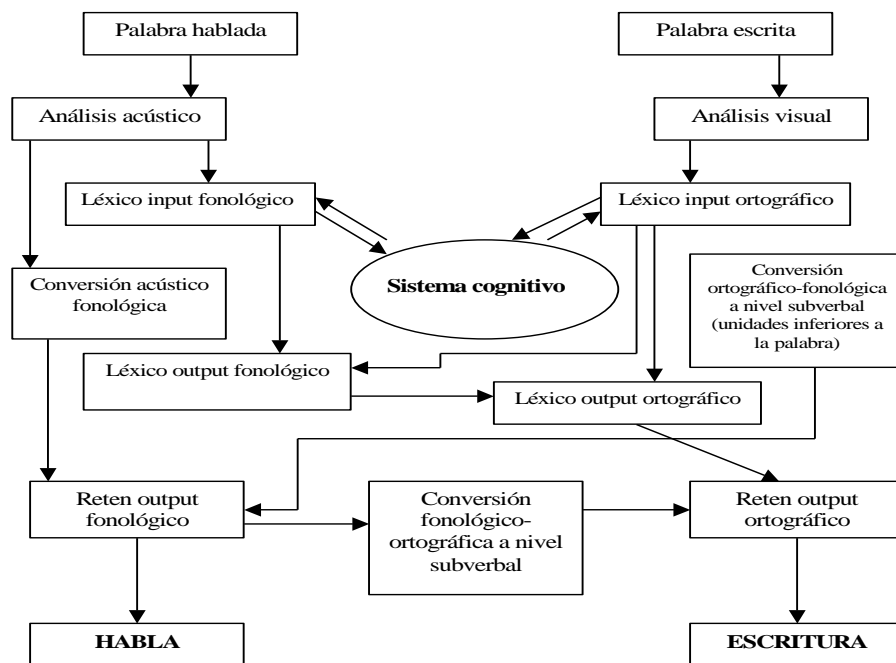 Palabra hablada
Palabra escrita
Análisis acústico
Análisis visual
Léxico input fonológico
Léxico input ortográfico
Sistema cognitivo
Conversión acústico
fonológica
Conversión
ortográfico-fonológica
a nivel subverbal
(unidades inferiores a
la palabra)
Léxico output fonológico
Léxico output ortográfico
Reten output
fonológico
Conversión
fonológico-
ortográfica a nivel
subverbal
Reten output
ortográfico
HABLA
ESCRITURA